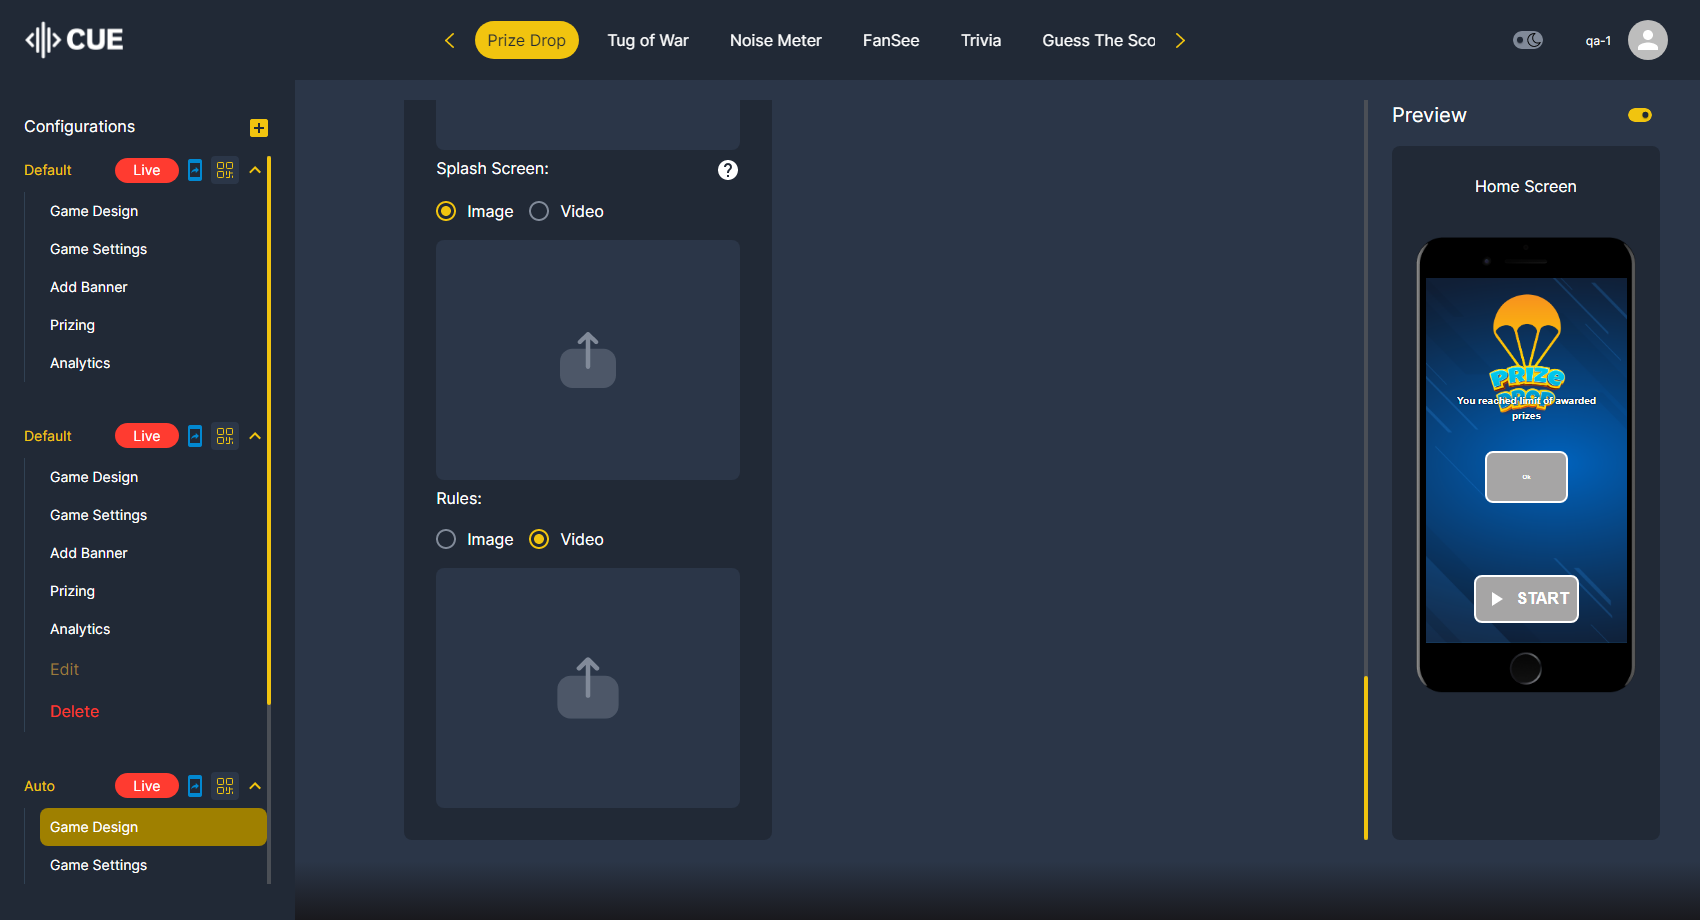 CUE
Prize Drop
Tug of War
Noise Meter
FanSee
Trivia
Guess The Sco
qa-1
Configurations
Default
Live
Game Design
Game Settings
Add Banner
Prizing
Analytics
Default
Live
Game Design
Game Settings
Add Banner
Prizing
Analytics
Edit
Delete
Auto
Live
Game Design
Game Settings
Splash Screen:
?
Image
Video
Rules:
Image
Video
Preview
Home Screen
PRIZE
DROP
You reached limit of awarded
prizes
Ok
START